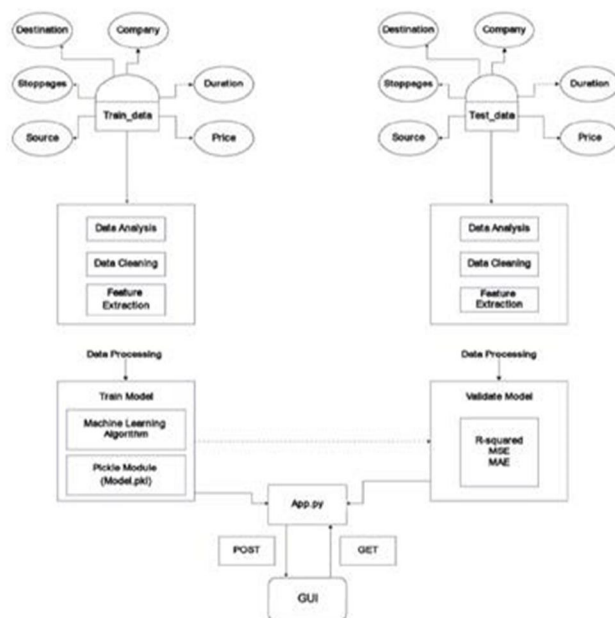 Destination
Company
Stoppages
Duration
Train_data
Source
Price
Data Analysis
Data Cleaning
Feature
Extraction
Data Processing
Train Model
Machine Learning
Algorithm
Pickle Module
(Model.pkl)
Destination
Company
Stoppages
Duration
Test_data
Source
Price
Data Analysis
Data Cleaning
Feature
Extraction
Data Processing
Validate Model
R-squared
MSE
MAE
App.py
POST
GET
GUI